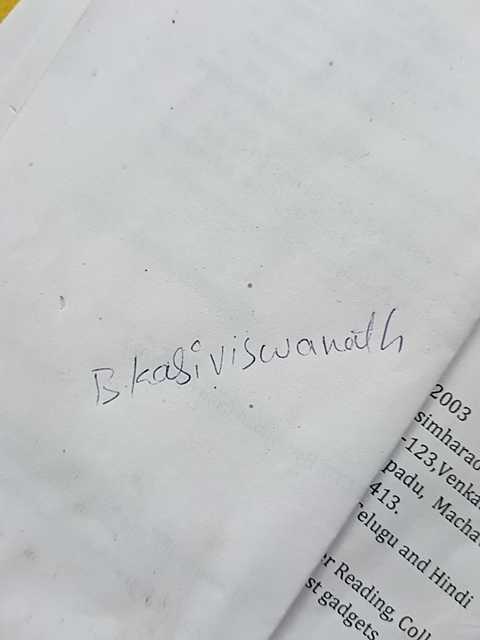 B.kasiviswanath
2003
simharao
-123,Venka
padu, Macha
413.
Telugu and Hindi
r Reading, Coll
st gadgets